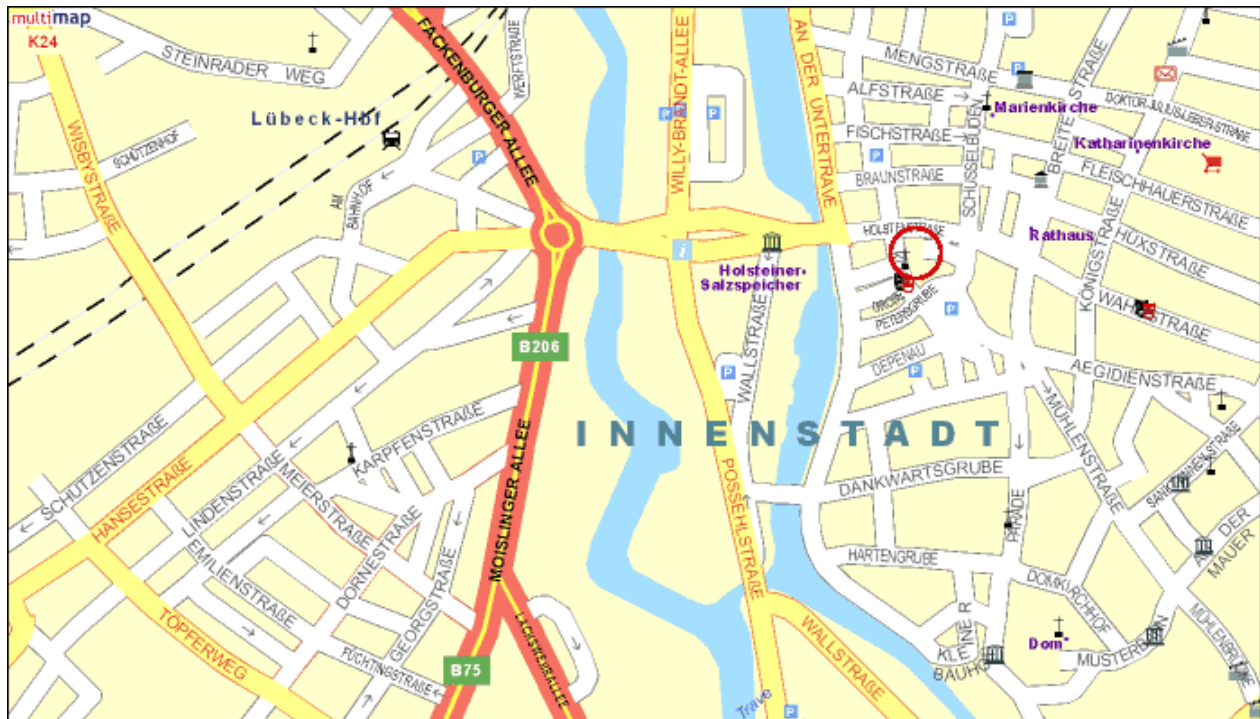 multimap
K24
STEINRADER WEG
FACKENBURGER ALLEE
WERFTSTRAßE
WILLY-BRANDT-ALLEE
AN DER UNTERTRAVE
MENGSTRAßE
ALFSTRAßE
DOKTOR-JULIUS-LEBER-STRAßE
Marienkirche
Lübeck-Hbf
WISBYSTRAßE
SCHÜTZENHOF
FISCHSTRAßE
SCHÜSSELBUDEN
BREITE STRAßE
Katharinenkirche
FLEISCHHAUERSTRAßE
BRAUNSTRAßE
AM
BAHNHOF
HOLSTENSTRAßE
Rathaus
HÜXSTRAßE
KÖNIGSTRAßE
Holsteiner-
Salzspeicher
PETERSGRUBE
WAHMSTRAßE
B206
WALLSTRAßE
DEPENAU
AEGIDIENSTRAßE
INNENSTADT
SCHÜTZENSTRAßE
HANSESTRAßE
LINDENSTRAßE
MEIERSTRAßE
KARPFENSTRAßE
MOISLINGER ALLEE
POSSEHLSTRAßE
DANKWARTSGRUBE
MÜHLENSTRAßE
PARADE
AN DER
MAUER
EMILIENSTRAßE
DORNESTRAßE
GEORGSTRAßE
HARTENGRUBE
DOMKIRCHHOF
TÖPFERWEG
FÜCHTINGSTRAßE
LACHSWEHRALLEE
WALLSTRAßE
KLEINER
BAUHOF
Dom
B75
Trave